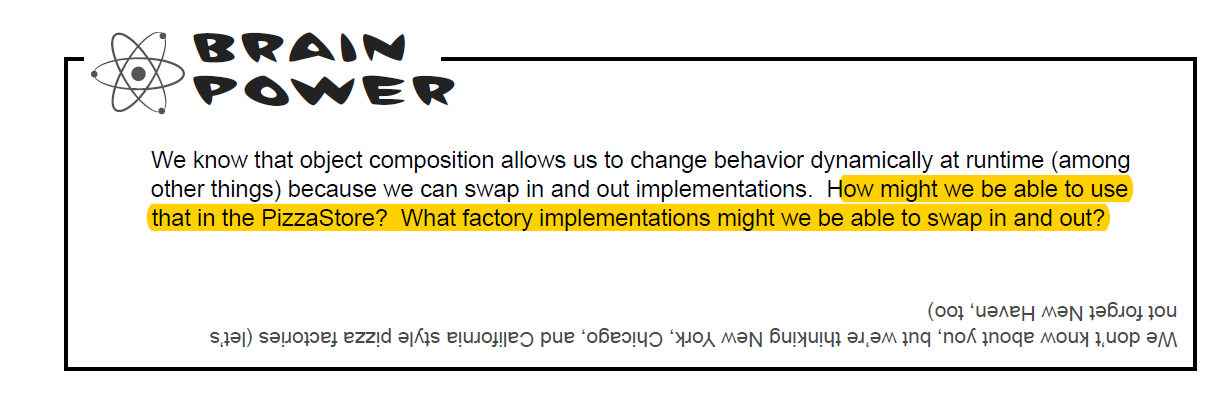 BRAIN
POWER
We know that object composition allows us to change behavior dynamically at runtime (among
other things) because we can swap in and out implementations.  How might we be able to use
that in the PizzaStore?  What factory implementations might we be able to swap in and out?
We don't know about you, but we're thinking New York, Chicago, and California style pizza factories (let's
not forget New Haven, too)